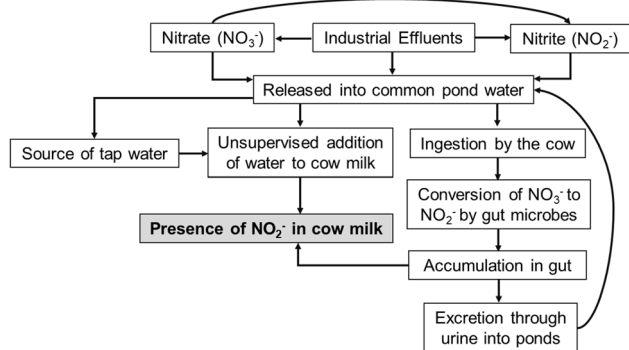 Nitrate (NO₃⁻)
Industrial Effluents
Nitrite (NO₂⁻)
Released into common pond water
Source of tap water
Unsupervised addition
of water to cow milk
Ingestion by the cow
Conversion of NO₃⁻ to
NO₂⁻ by gut microbes
Presence of NO₂⁻ in cow milk
Accumulation in gut
Excretion through
urine into ponds